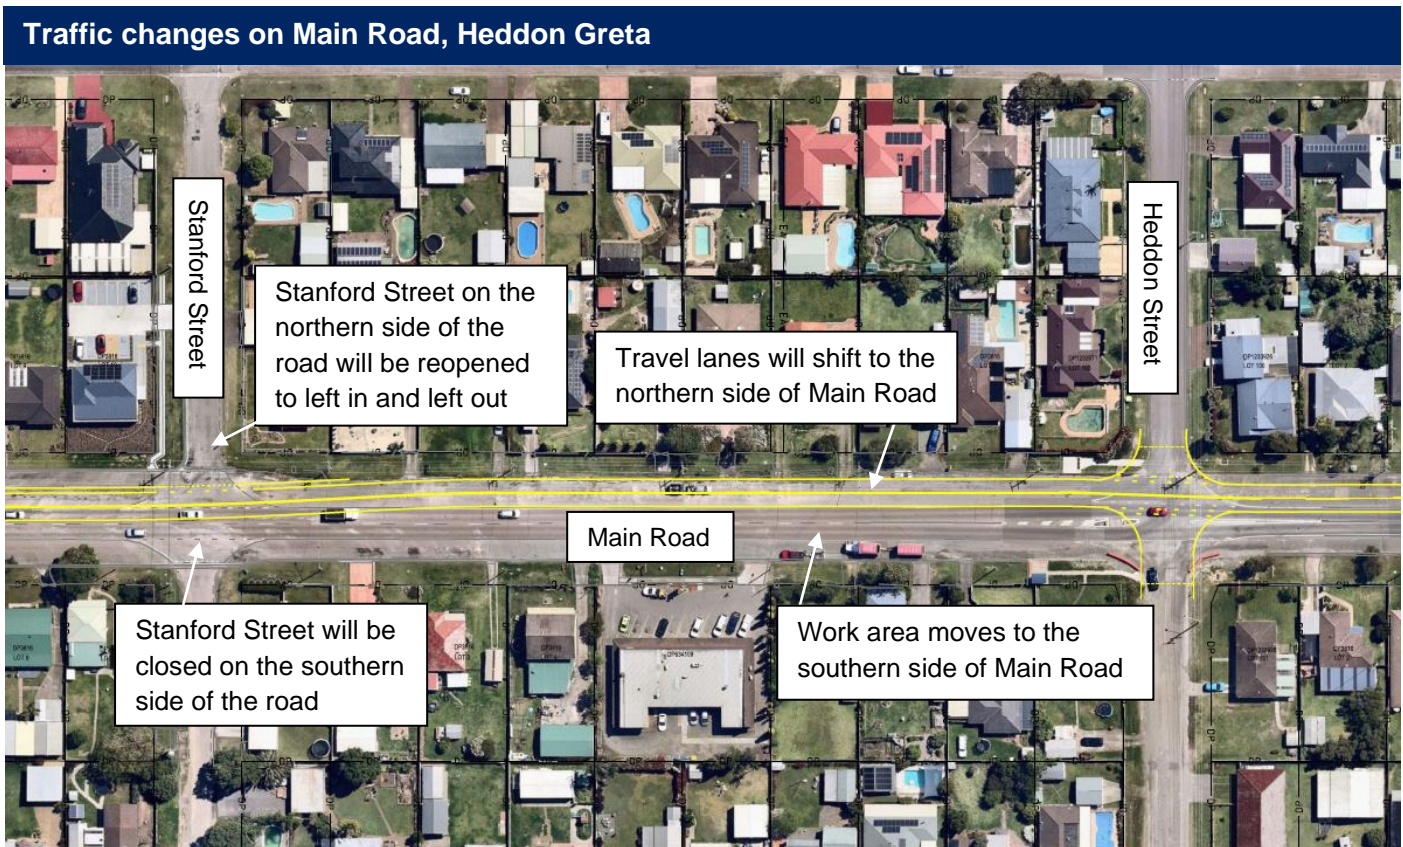 Traffic changes on Main Road, Heddon Greta
Stanford Street
Heddon Street
Stanford Street on the
northern side of the
road will be reopened
to left in and left out
Travel lanes will shift to the
northern side of Main Road
Main Road
Stanford Street will be
closed on the southern
side of the road
Work area moves to the
southern side of Main Road